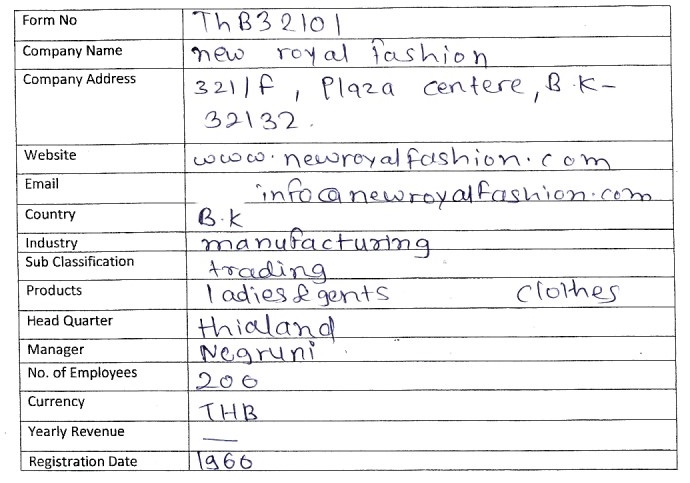 Form No ThB32101
Company Name new royal fashion
Company Address 321/f, Plaza centere, B.K-
32132.
Website www.newroyalfashion.com
Email info@newroyalfashion.com
Country B.K
Industry manufacturing
Sub Classification trading
Products ladies & gents clothes
Head Quarter thialand
Manager Negruni
No. of Employees 200
Currency THB
Yearly Revenue —
Registration Date 1966